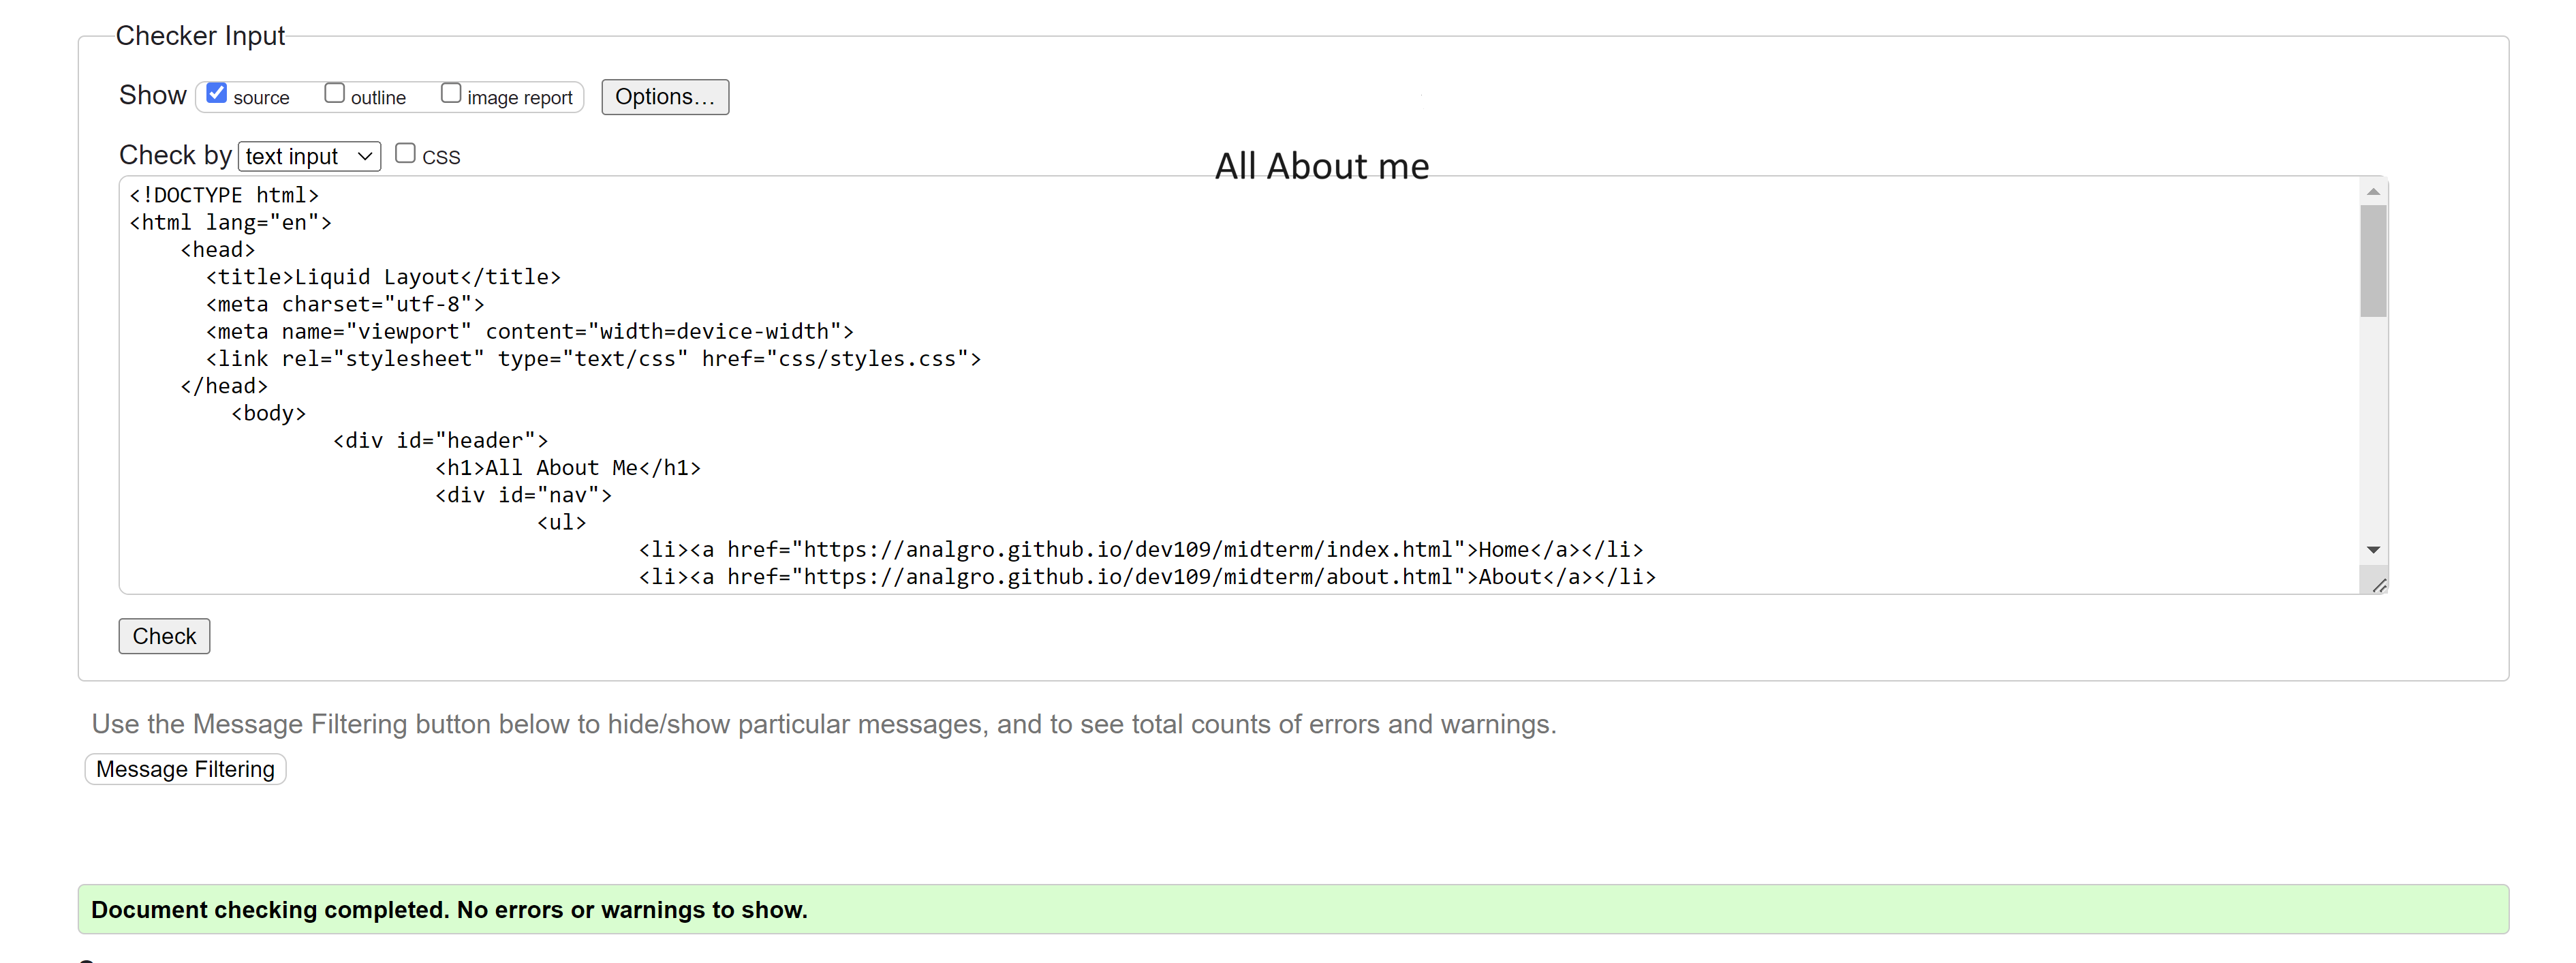 Checker Input
Show source outline image report Options...
Check by text input CSS
All About me
<!DOCTYPE html>
<html lang="en">
<head>
<title>Liquid Layout</title>
<meta charset="utf-8">
<meta name="viewport" content="width=device-width">
<link rel="stylesheet" type="text/css" href="css/styles.css">
</head>
<body>
<div id="header">
<h1>All About Me</h1>
<div id="nav">
<ul>
<li><a href="https://analgro.github.io/dev109/midterm/index.html">Home</a></li>
<li><a href="https://analgro.github.io/dev109/midterm/about.html">About</a></li>
Check
Use the Message Filtering button below to hide/show particular messages, and to see total counts of errors and warnings.
Message Filtering
Document checking completed. No errors or warnings to show.